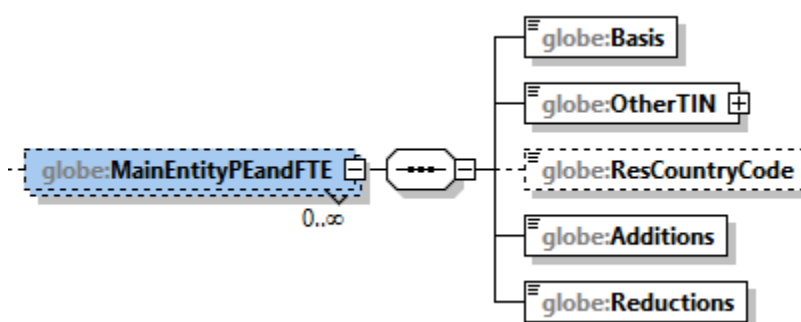 globe:Basis
globe:OtherTIN
globe:MainEntityPEandFTE
globe:ResCountryCode
0..∞
globe:Additions
globe:Reductions